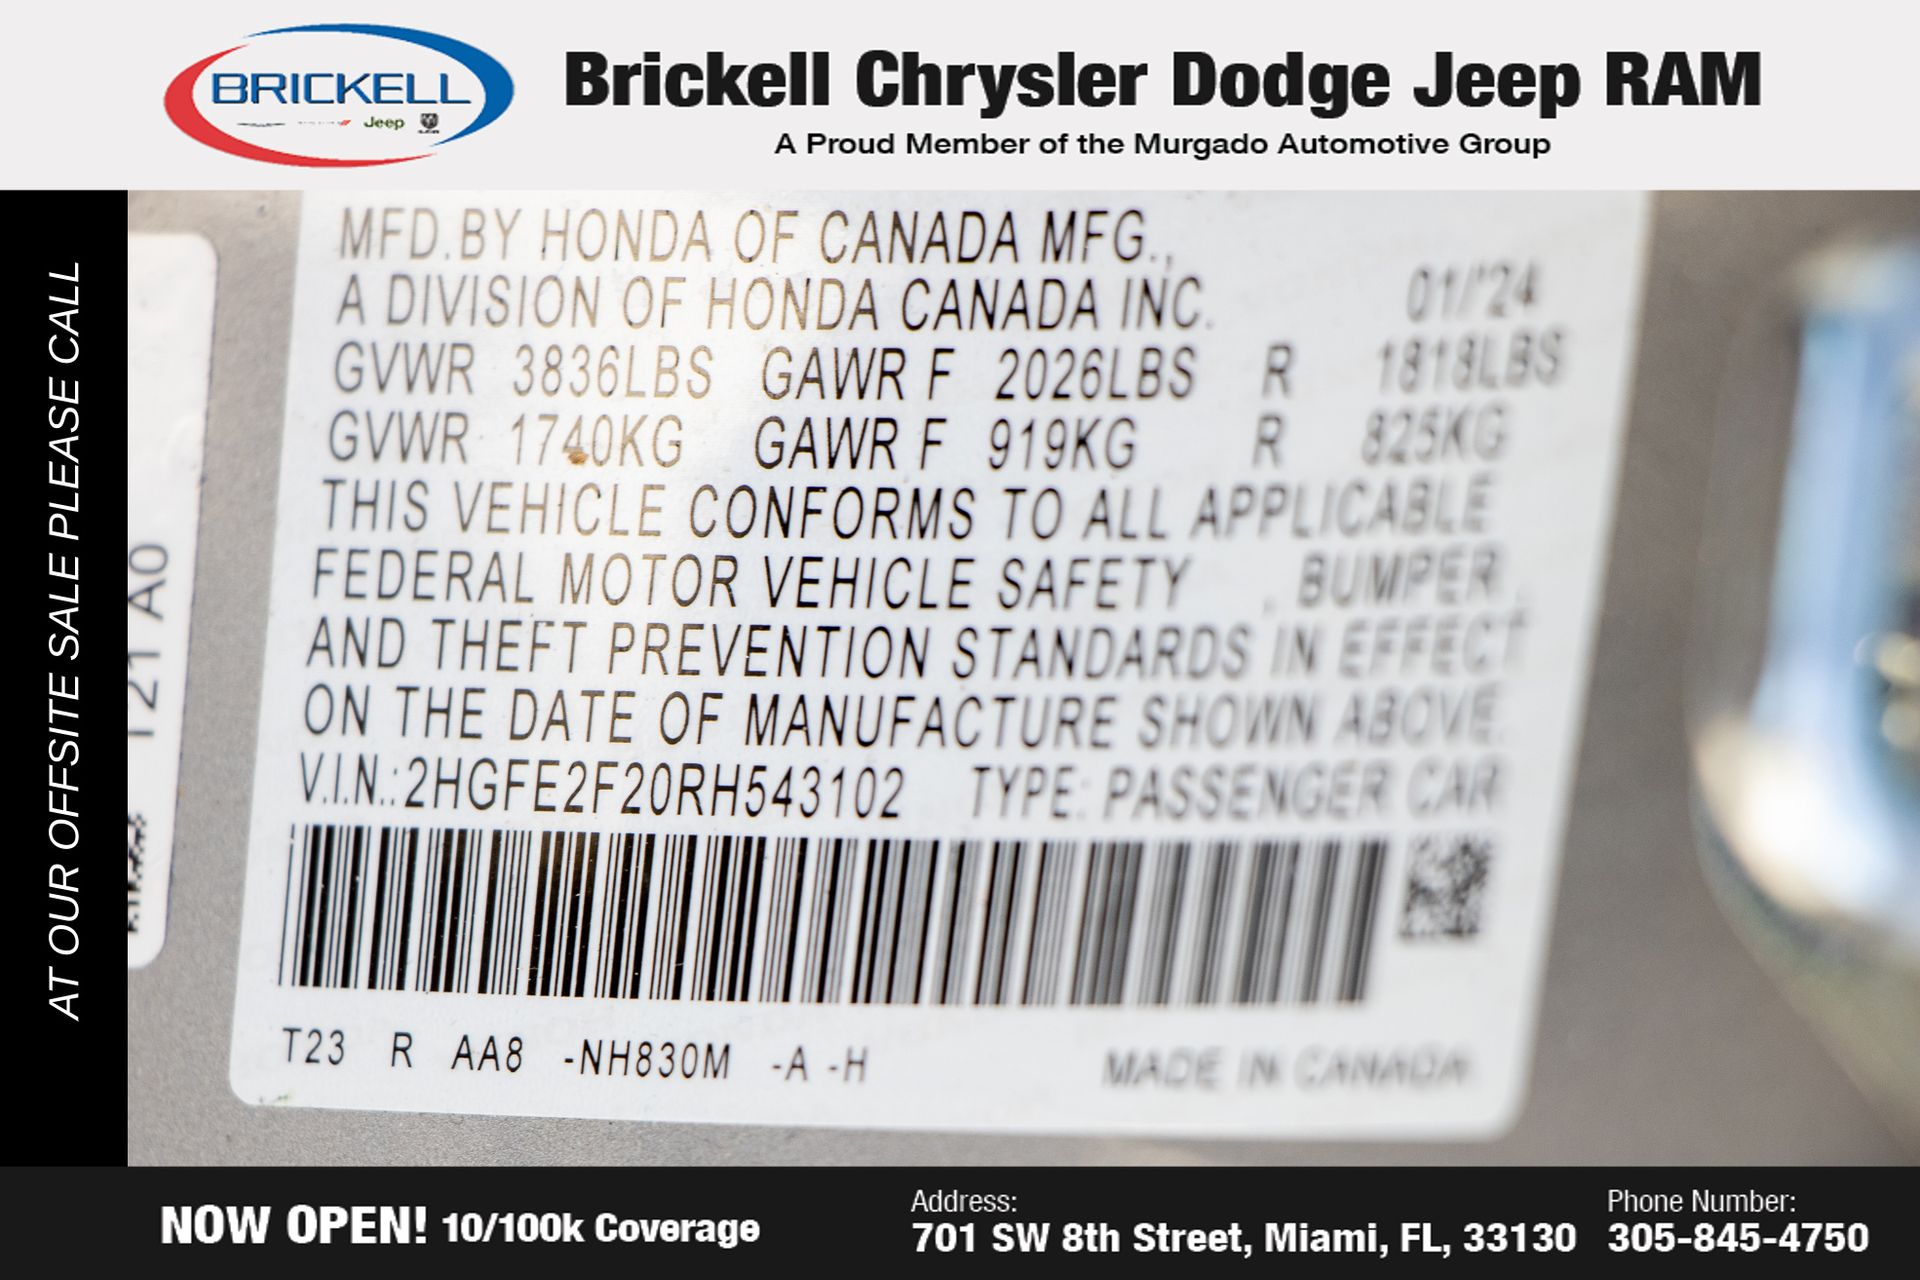 BRICKELL
Jeep
Brickell Chrysler Dodge Jeep RAM
A Proud Member of the Murgado Automotive Group
AT OUR OFFSITE SALE PLEASE CALL
T21 A0
MFD.BY HONDA OF CANADA MFG.,
A DIVISION OF HONDA CANADA INC. 01/'24
GVWR 3836LBS GAWR F 2026LBS R 1818LBS
GVWR 1740KG GAWR F 919KG R 825KG
THIS VEHICLE CONFORMS TO ALL APPLICABLE
FEDERAL MOTOR VEHICLE SAFETY , BUMPER,
AND THEFT PREVENTION STANDARDS IN EFFECT
ON THE DATE OF MANUFACTURE SHOWN ABOVE.
V.I.N.:2HGFE2F20RH543102 TYPE: PASSENGER CAR
T23 R AA8 -NH830M -A -H MADE IN CANADA
NOW OPEN! 10/100k Coverage
Address:
701 SW 8th Street, Miami, FL, 33130
Phone Number:
305-845-4750